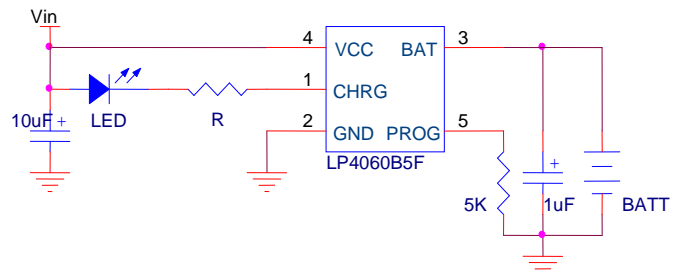 Vin
4 VCC BAT 3
1 CHRG
10uF + LED R
2 GND PROG 5
LP4060B5F
+
5K 1uF BATT